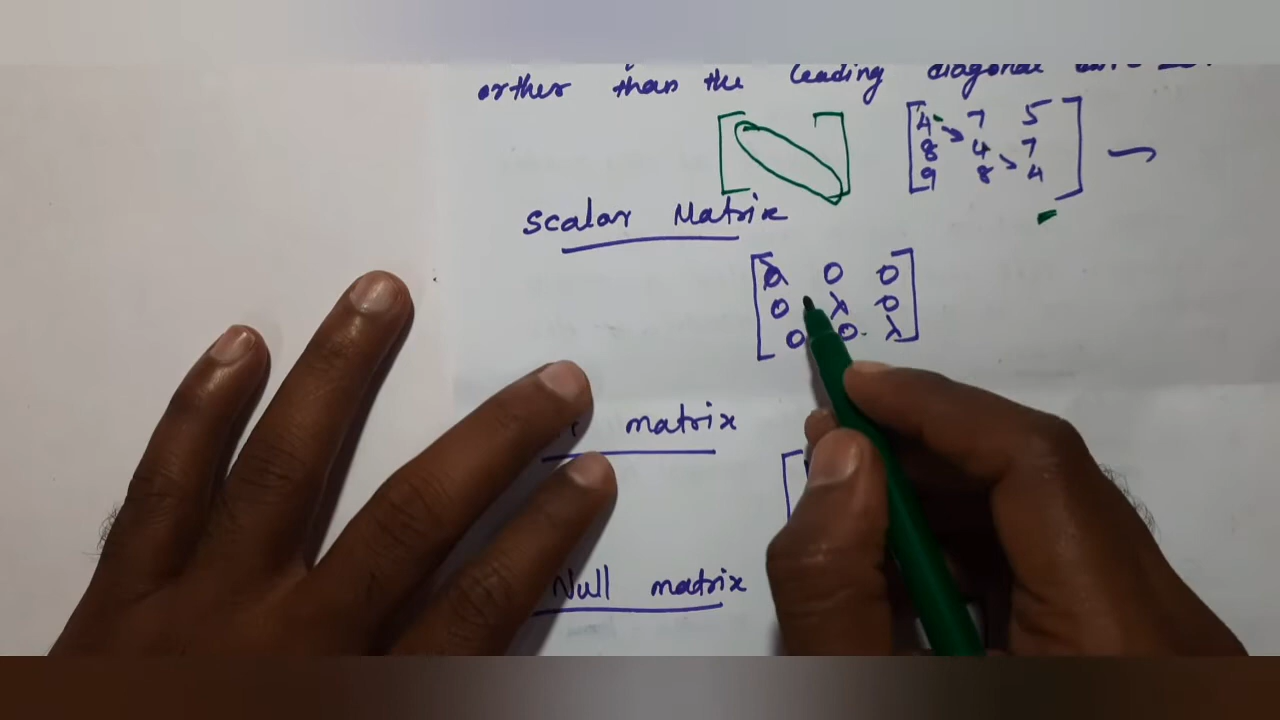 orther than the leading diagonal
4 7 5
8 4 7
9 8 4
Scalar Matrix
λ 0 0
0 λ 0
0 0 λ
matrix
Null matrix